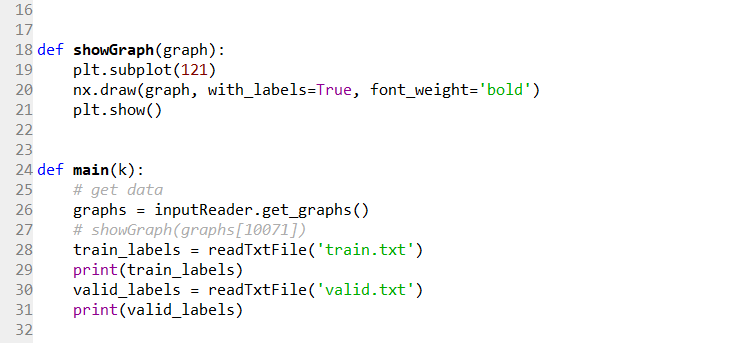 16
17
18 def showGraph(graph):
19     plt.subplot(121)
20     nx.draw(graph, with_labels=True, font_weight='bold')
21     plt.show()
22
23
24 def main(k):
25     # get data
26     graphs = inputReader.get_graphs()
27     # showGraph(graphs[10071])
28     train_labels = readTxtFile('train.txt')
29     print(train_labels)
30     valid_labels = readTxtFile('valid.txt')
31     print(valid_labels)
32